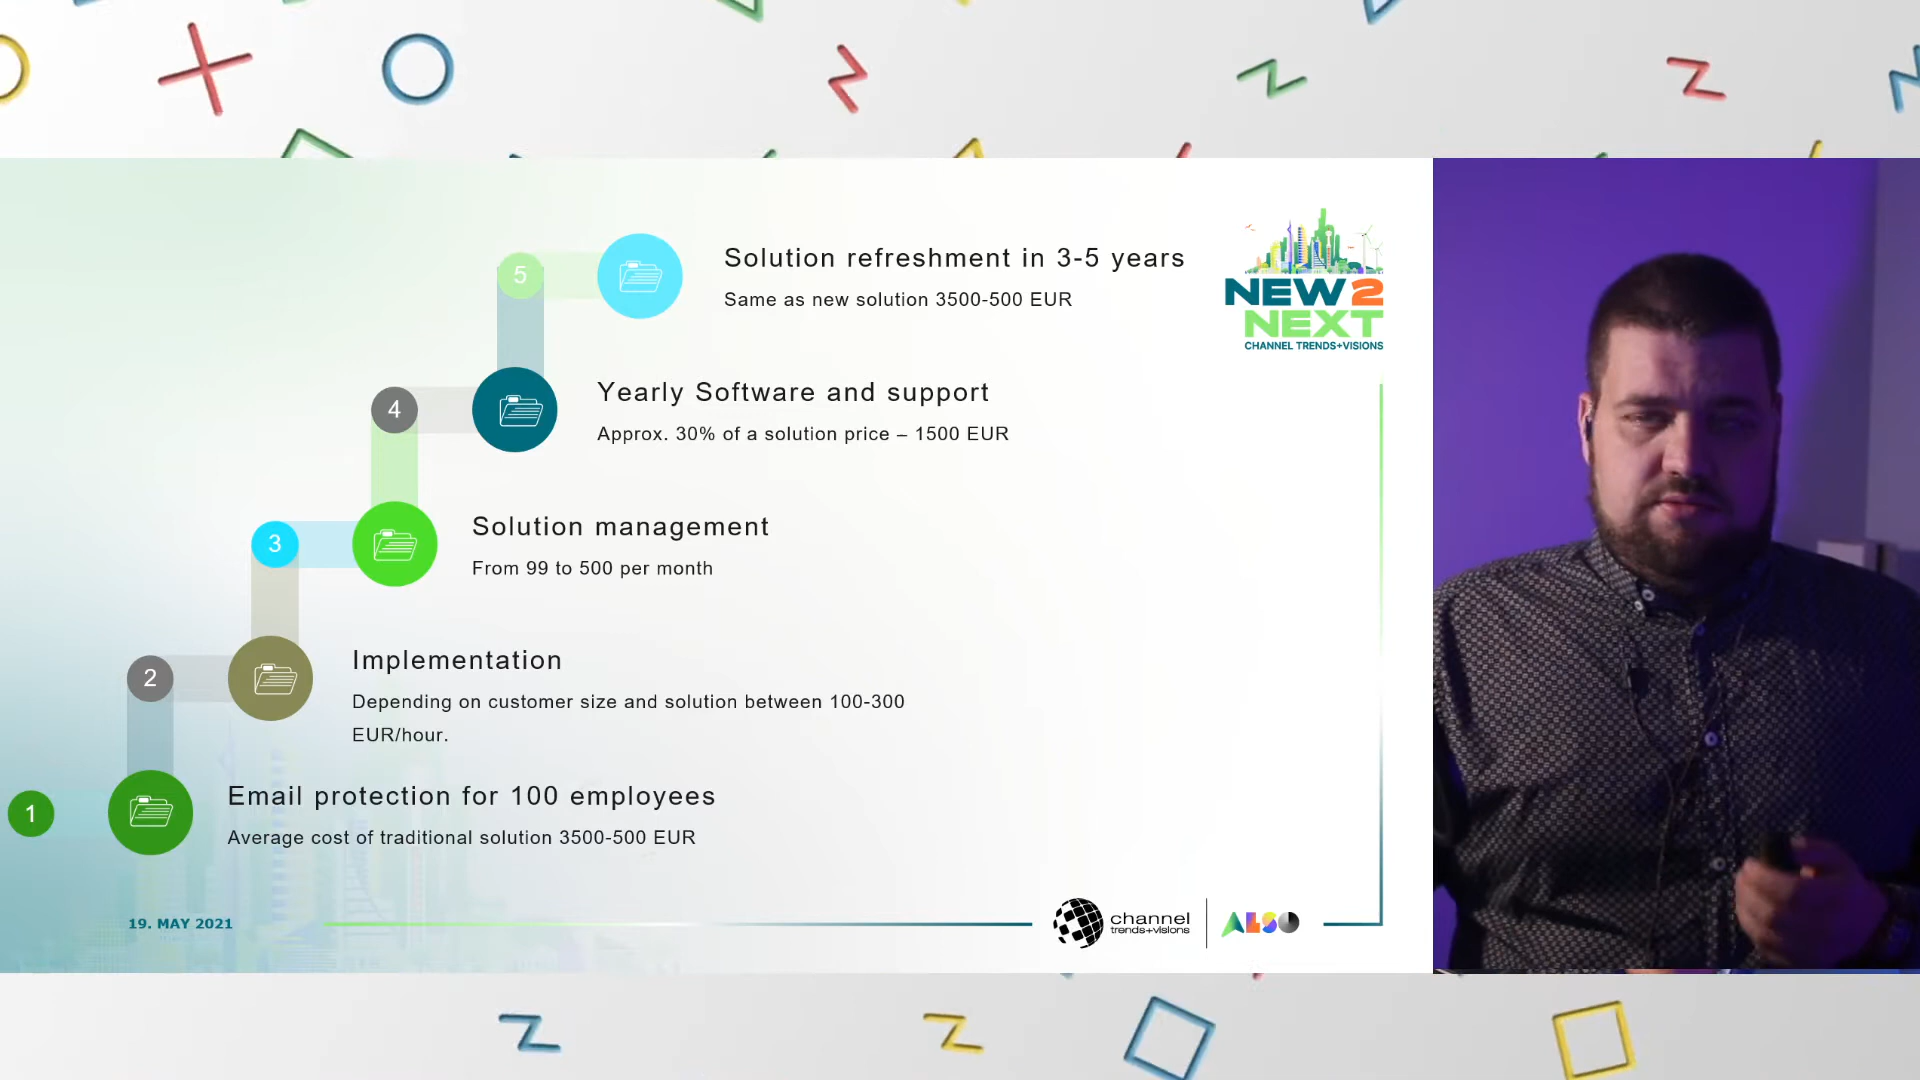 5
Solution refreshment in 3-5 years
Same as new solution 3500-500 EUR
NEW2
NEXT
CHANNEL TRENDS+VISIONS
4
Yearly Software and support
Approx. 30% of a solution price – 1500 EUR
3
Solution management
From 99 to 500 per month
2
Implementation
Depending on customer size and solution between 100-300
EUR/hour.
1
Email protection for 100 employees
Average cost of traditional solution 3500-500 EUR
19. MAY 2021
channel
trends+visions
ALSO